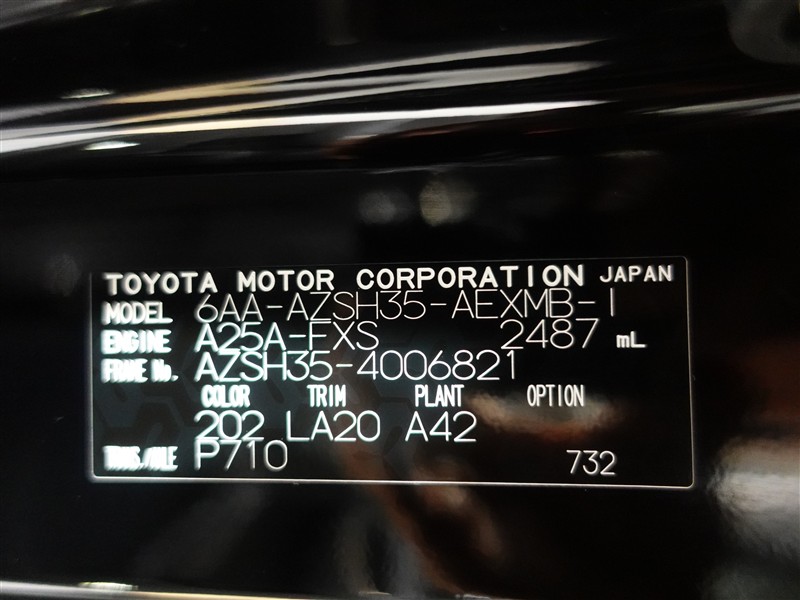 TOYOTA MOTOR CORPORATION JAPAN
MODEL 6AA-AZSH35-AEXMB-I
ENGINE A25A-FXS 2487 mL
FRAME No. AZSH35-4006821
COLOR TRIM PLANT OPTION
202 LA20 A42
TRANS./AXLE P710 732